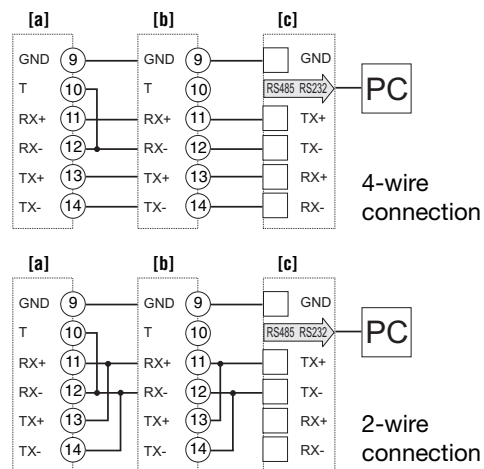 [a] [b] [c]
GND 9 GND 9 GND
T 10 T 10 RS485 RS232 PC
RX+ 11 RX+ 11 TX+
RX- 12 RX- 12 TX-
TX+ 13 TX+ 13 RX+
TX- 14 TX- 14 RX-
4-wire
connection
[a] [b] [c]
GND 9 GND 9 GND
T 10 T 10 RS485 RS232 PC
RX+ 11 RX+ 11 TX+
RX- 12 RX- 12 TX-
TX+ 13 TX+ 13 RX+
TX- 14 TX- 14 RX-
2-wire
connection